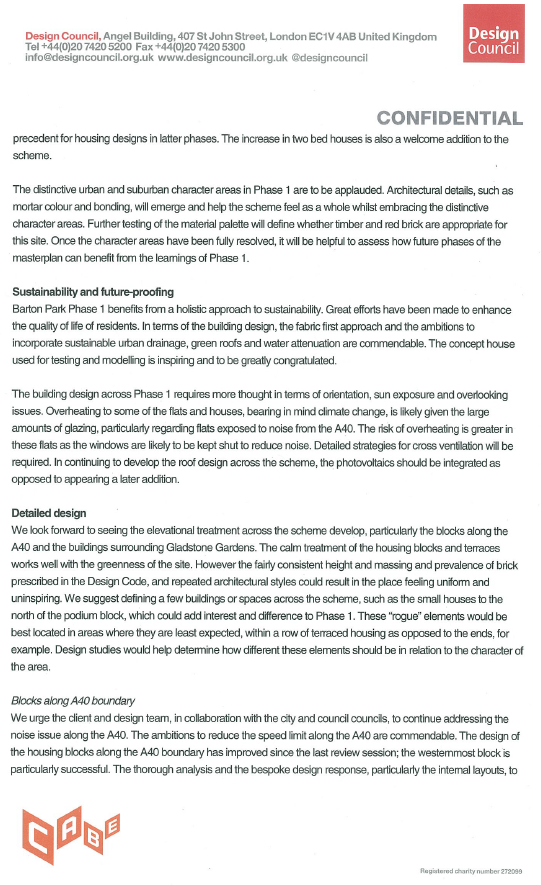 Design Council, Angel Building, 407 St John Street, London EC1V 4AB United Kingdom
Tel +44(0)20 7420 5200 Fax +44(0)20 7420 5300
info@designcouncil.org.uk www.designcouncil.org.uk @designcouncil
Design
Council
CONFIDENTIAL
precedent for housing designs in latter phases. The increase in two bed houses is also a welcome addition to the
scheme.
The distinctive urban and suburban character areas in Phase 1 are to be applauded. Architectural details, such as
mortar colour and bonding, will emerge and help the scheme feel as a whole whilst embracing the distinctive
character areas. Further testing of the material palette will define whether timber and red brick are appropriate for
this site. Once the character areas have been fully resolved, it will be helpful to assess how future phases of the
masterplan can benefit from the learnings of Phase 1.
Sustainability and future-proofing
Barton Park Phase 1 benefits from a holistic approach to sustainability. Great efforts have been made to enhance
the quality of life of residents. In terms of the building design, the fabric first approach and the ambitions to
incorporate sustainable urban drainage, green roofs and water attenuation are commendable. The concept house
used for testing and modelling is inspiring and to be greatly congratulated.
The building design across Phase 1 requires more thought in terms of orientation, sun exposure and overlooking
issues. Overheating to some of the flats and houses, bearing in mind climate change, is likely given the large
amounts of glazing, particularly regarding flats exposed to noise from the A40. The risk of overheating is greater in
these flats as the windows are likely to be kept shut to reduce noise. Detailed strategies for cross ventilation will be
required. In continuing to develop the roof design across the scheme, the photovoltaics should be integrated as
opposed to appearing a later addition.
Detailed design
We look forward to seeing the elevational treatment across the scheme develop, particularly the blocks along the
A40 and the buildings surrounding Gladstone Gardens. The calm treatment of the housing blocks and terraces
works well with the greenness of the site. However the fairly consistent height and massing and prevalence of brick
prescribed in the Design Code, and repeated architectural styles could result in the place feeling uniform and
uninspiring. We suggest defining a few buildings or spaces across the scheme, such as the small houses to the
north of the podium block, which could add interest and difference to Phase 1. These “rogue” elements would be
best located in areas where they are least expected, within a row of terraced housing as opposed to the ends, for
example. Design studies would help determine how different these elements should be in relation to the character of
the area.
Blocks along A40 boundary
We urge the client and design team, in collaboration with the city and council councils, to continue addressing the
noise issue along the A40. The ambitions to reduce the speed limit along the A40 are commendable. The design of
the housing blocks along the A40 boundary has improved since the last review session; the westernmost block is
particularly successful. The thorough analysis and the bespoke design response, particularly the internal layouts, to
CABE
Registered charity number 272099